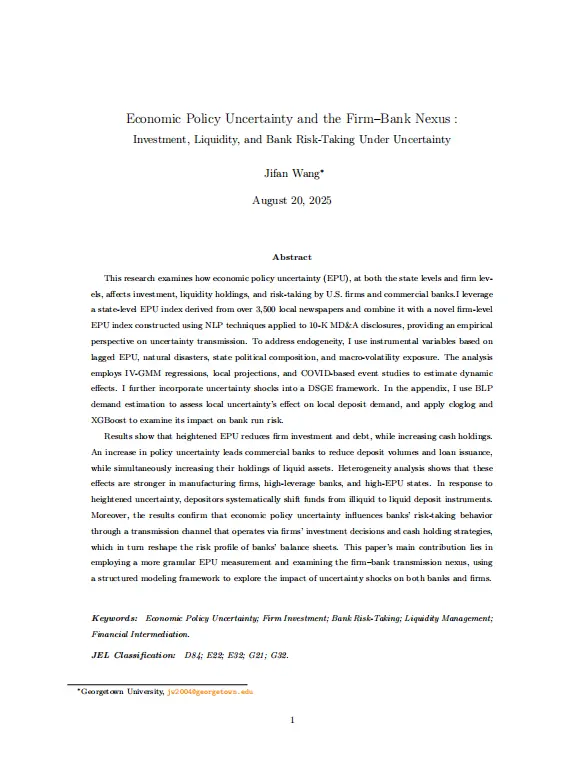 Economic Policy Uncertainty and the Firm–Bank Nexus :
Investment, Liquidity, and Bank Risk-Taking Under Uncertainty
Jifan Wang*
August 20, 2025
Abstract
This research examines how economic policy uncertainty (EPU), at both the state levels and firm lev-
els, affects investment, liquidity holdings, and risk-taking by U.S. firms and commercial banks.I leverage
a state-level EPU index derived from over 3,500 local newspapers and combine it with a novel firm-level
EPU index constructed using NLP techniques applied to 10-K MD&A disclosures, providing an empirical
perspective on uncertainty transmission. To address endogeneity, I use instrumental variables based on
lagged EPU, natural disasters, state political composition, and macro-volatility exposure. The analysis
employs IV-GMM regressions, local projections, and COVID-based event studies to estimate dynamic
effects. I further incorporate uncertainty shocks into a DSGE framework. In the appendix, I use BLP
demand estimation to assess local uncertainty's effect on local deposit demand, and apply cloglog and
XGBoost to examine its impact on bank run risk.
Results show that heightened EPU reduces firm investment and debt, while increasing cash holdings.
An increase in policy uncertainty leads commercial banks to reduce deposit volumes and loan issuance,
while simultaneously increasing their holdings of liquid assets. Heterogeneity analysis shows that these
effects are stronger in manufacturing firms, high-leverage banks, and high-EPU states. In response to
heightened uncertainty, depositors systematically shift funds from illiquid to liquid deposit instruments.
Moreover, the results confirm that economic policy uncertainty influences banks' risk-taking behavior
through a transmission channel that operates via firms' investment decisions and cash holding strategies,
which in turn reshape the risk profile of banks' balance sheets. This paper's main contribution lies in
employing a more granular EPU measurement and examining the firm–bank transmission nexus, using
a structured modeling framework to explore the impact of uncertainty shocks on both banks and firms.
Keywords: Economic Policy Uncertainty; Firm Investment; Bank Risk-Taking; Liquidity Management;
Financial Intermediation.
JEL Classification: D84; E22; E32; G21; G32.
*Georgetown University, jw2004@georgetown.edu
1